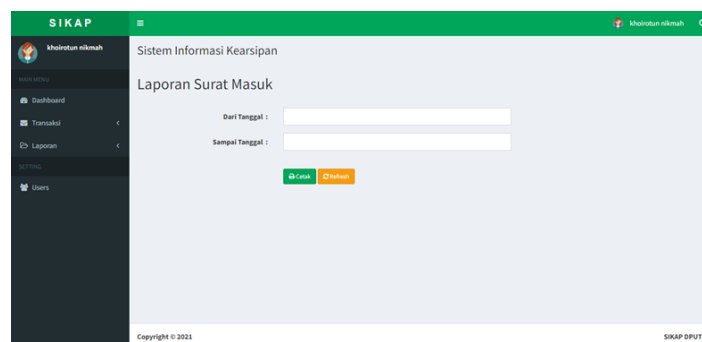 SIKAP
khoirotun nikmah
khoirotun nikmah
MAIN MENU
Dashboard
Transaksi
Laporan
SETTING
Users
Sistem Informasi Kearsipan
Laporan Surat Masuk
Dari Tanggal :
Sampai Tanggal :
Cetak Refresh
Copyright © 2021
SIKAP DPUT